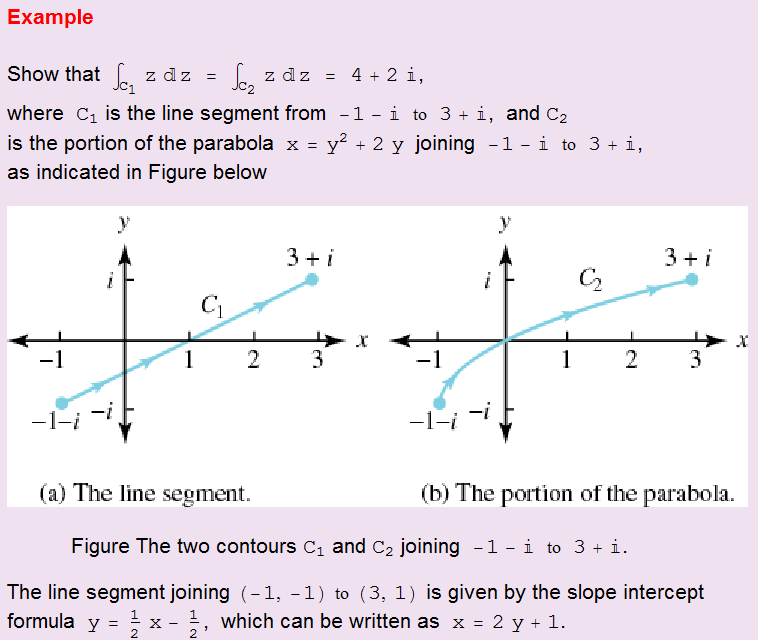 Example
Show that ∫C₁ z dz = ∫C₂ z dz = 4 + 2 i,
where C₁ is the line segment from -1 - i to 3 + i, and C₂
is the portion of the parabola x = y² + 2 y joining -1 - i to 3 + i,
as indicated in Figure below
y
3 + i
i
C₁
x
-1
1
2
3
-1-i
-i
y
3 + i
i
C₂
x
-1
1
2
3
-1-i
-i
(a) The line segment.
(b) The portion of the parabola.
Figure The two contours C₁ and C₂ joining -1 - i to 3 + i.
The line segment joining (-1, -1) to (3, 1) is given by the slope intercept
formula y = 1/2 x - 1/2, which can be written as x = 2 y + 1.